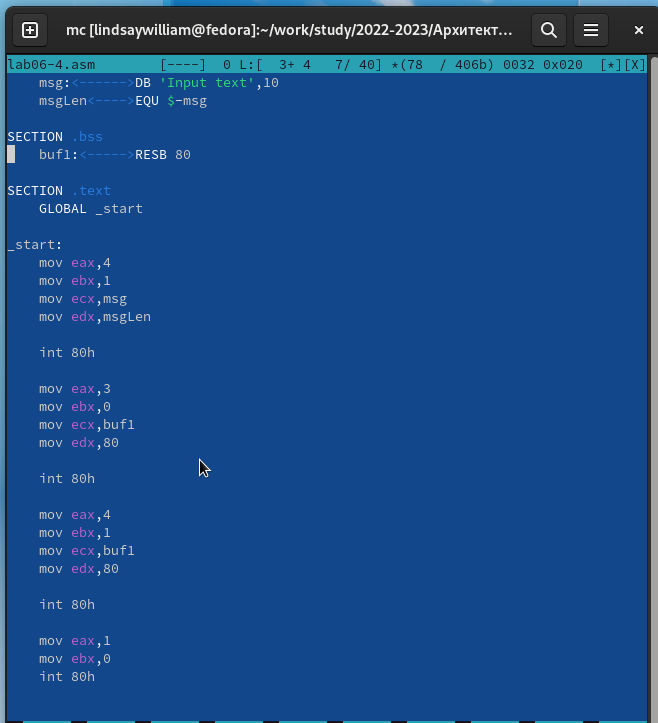 mc [lindsaywilliam@fedora]:~/work/study/2022-2023/Архитект...
lab06-4.asm [----] 0 L:[ 3+ 4 7/ 40] *(78 / 406b) 0032 0x020 [*][X]
msg:<------>DB 'Input text',10
msgLen<---->EQU $-msg
SECTION .bss
buf1:<----->RESB 80
SECTION .text
GLOBAL _start
_start:
mov eax,4
mov ebx,1
mov ecx,msg
mov edx,msgLen
int 80h
mov eax,3
mov ebx,0
mov ecx,buf1
mov edx,80
int 80h
mov eax,4
mov ebx,1
mov ecx,buf1
mov edx,80
int 80h
mov eax,1
mov ebx,0
int 80h